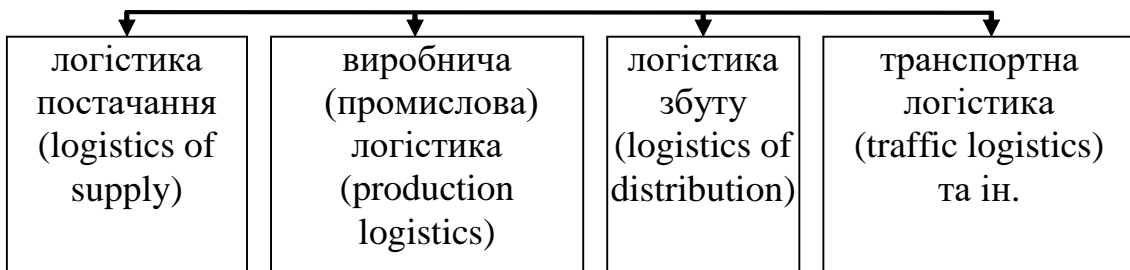 логістика
постачання
(logistics of
supply)
виробнича
(промислова)
логістика
(production
logistics)
логістика
збуту
(logistics of
distribution)
транспортна
логістика
(traffic logistics)
та ін.